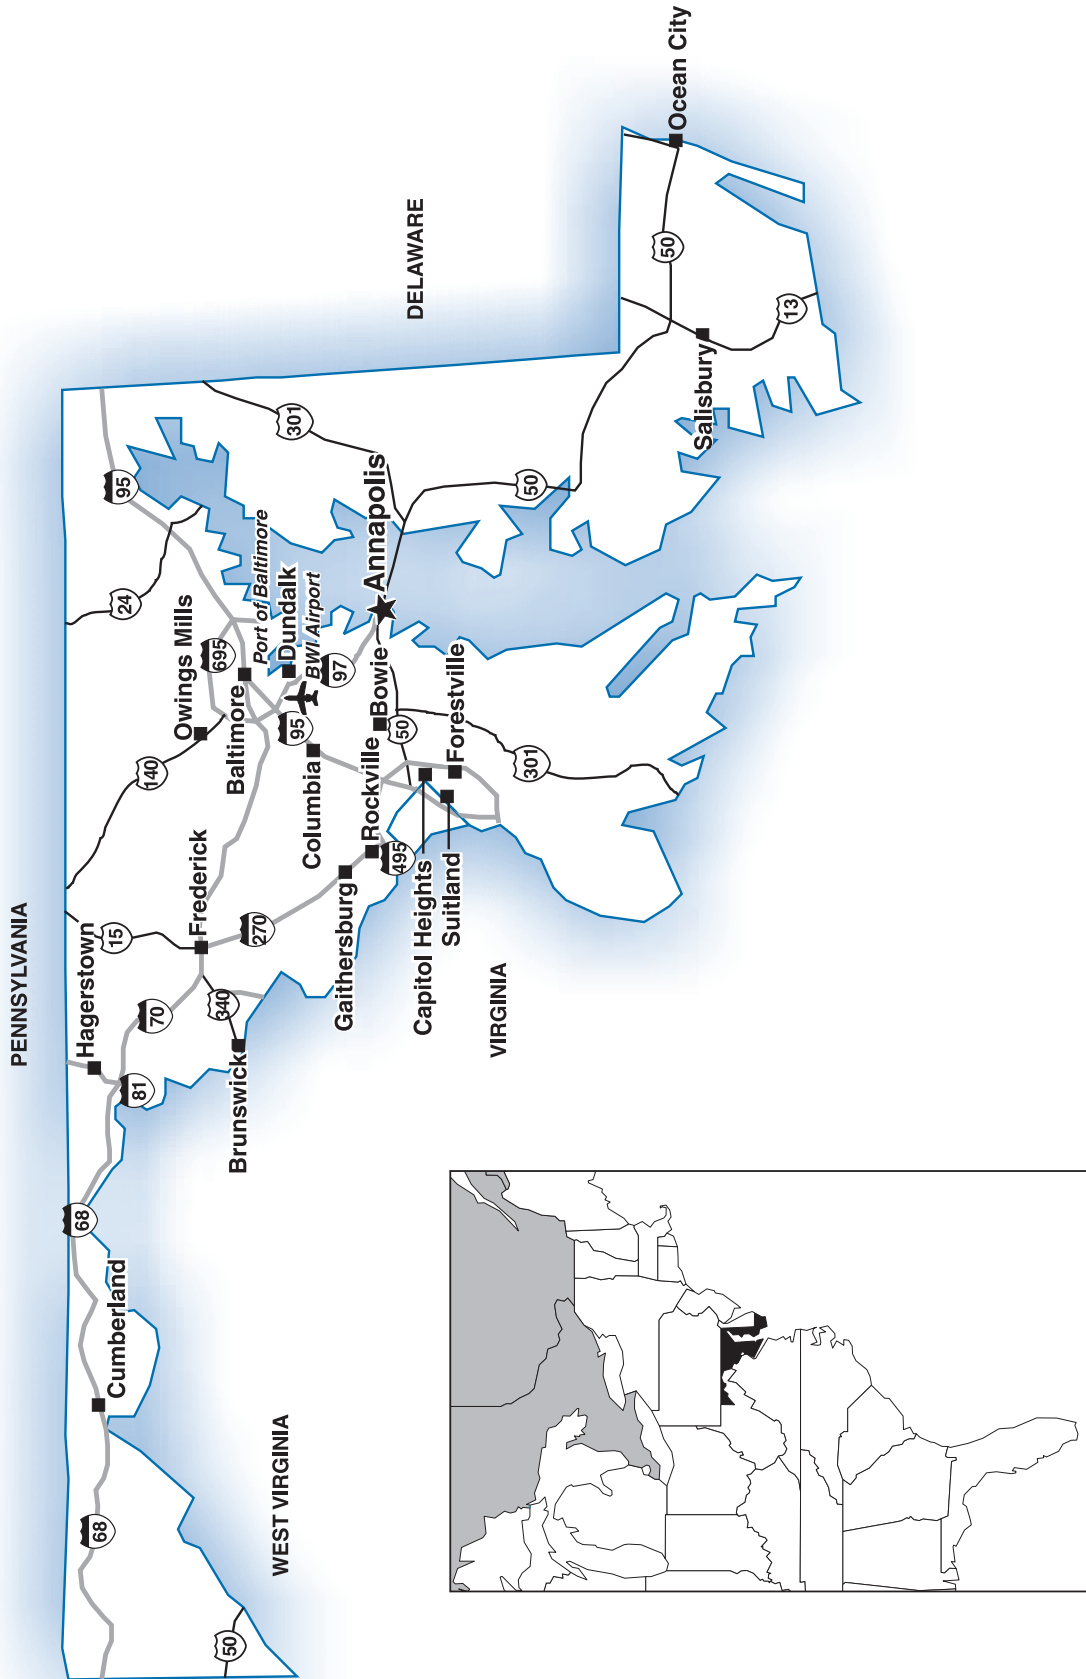 PENNSYLVANIA
WEST VIRGINIA
VIRGINIA
DELAWARE
68
50
Cumberland
68
81
Hagerstown
70
15
340
Brunswick
Frederick
270
140
Owings Mills
24
95
695
Baltimore
Port of Baltimore
Dundalk
BWI Airport
97
95
Columbia
Gaithersburg
Rockville
495
Bowie
50
Annapolis
301
Capitol Heights
Suitland
Forestville
301
50
Salisbury
13
50
Ocean City